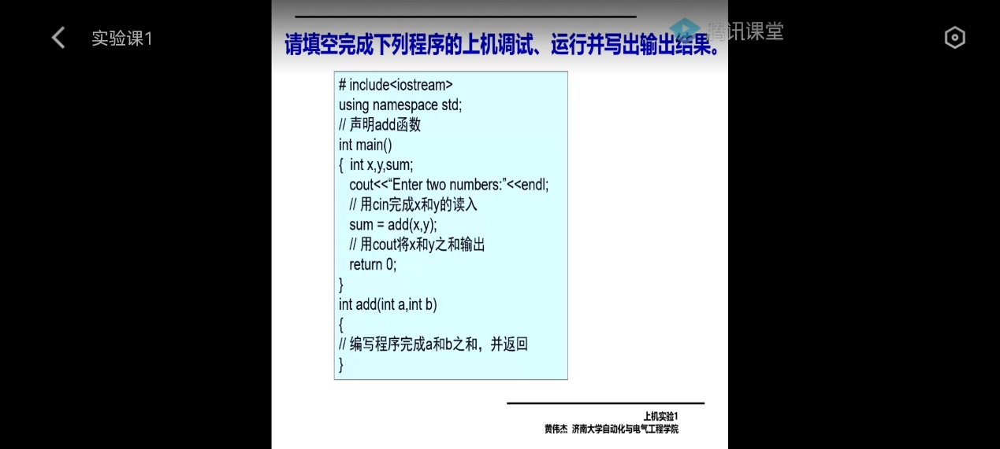 实验课1
腾讯课堂
请填空完成下列程序的上机调试、运行并写出输出结果。
# include<iostream>
using namespace std;
// 声明add函数
int main()
{ int x,y,sum;
cout<<“Enter two numbers:”<<endl;
// 用cin完成x和y的读入
sum = add(x,y);
// 用cout将x和y之和输出
return 0;
}
int add(int a,int b)
{
// 编写程序完成a和b之和，并返回
}
上机实验1
黄伟杰 济南大学自动化与电气工程学院